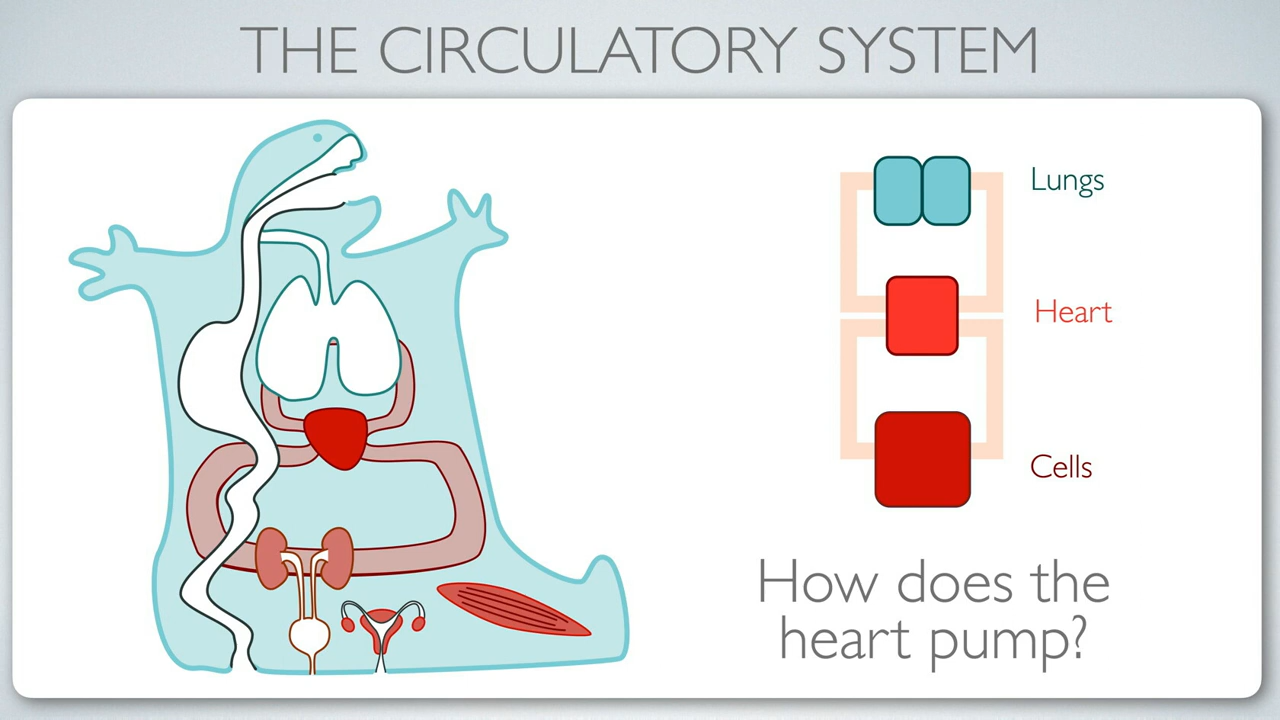 THE CIRCULATORY SYSTEM
Lungs
Heart
Cells
How does the
heart pump?